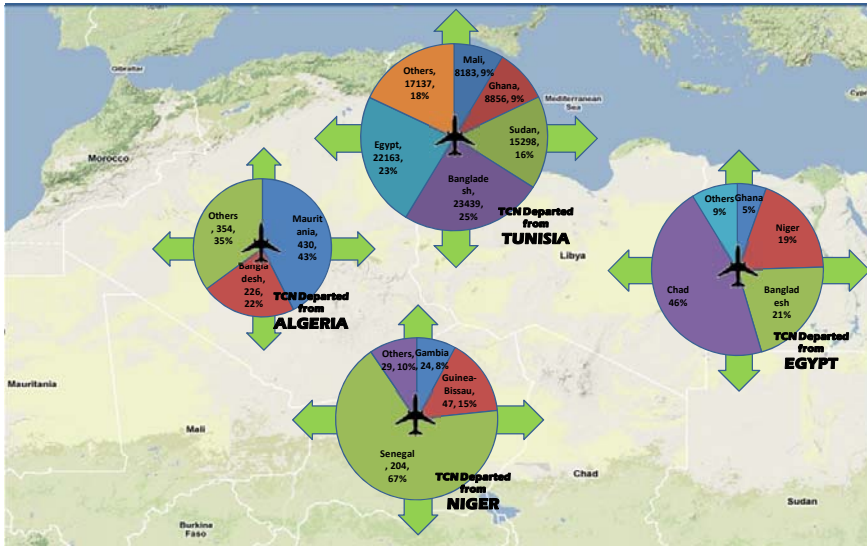 Gibraltar
Morocco
Mediterranean
Sea
Cyp
Others,
17137,
18%
Mali,
8183, 9%
Ghana,
8856, 9%
Sudan,
15298,
16%
Banglade
sh,
23439,
25%
Egypt,
22163,
23%
TCN Departed
from
TUNISIA
Others
, 354,
35%
Maurit
ania,
430,
43%
Bangla
desh,
226,
22%
TCN Departed
from
ALGERIA
Libya
Others
9%
Ghana
5%
Niger
19%
Banglad
esh
21%
Chad
46%
TCN Departed
from
EGYPT
Mauritania
Mali
Others,
29, 10%
Gambia
24, 8%
Guinea-
Bissau,
47, 15%
Senegal
, 204,
67%
TCN Departed
from
NIGER
Chad
Sudan
Burkina
Faso